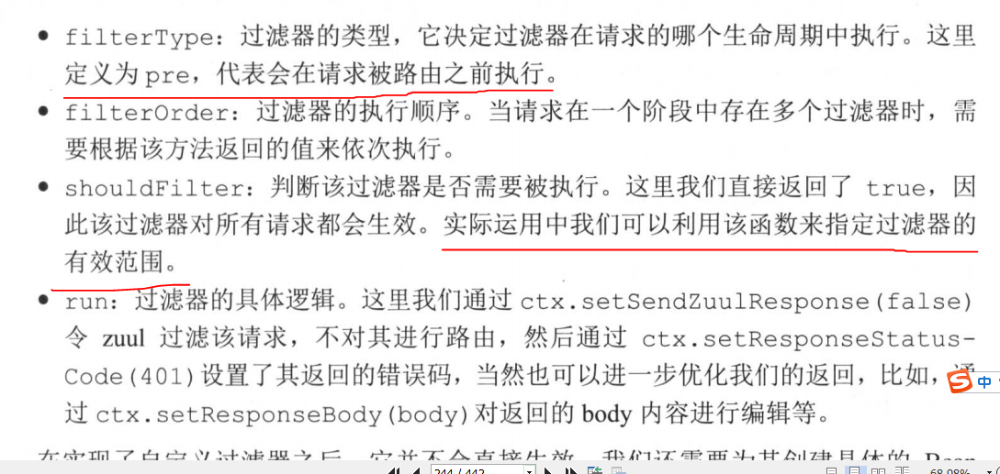 • filterType：过滤器的类型，它决定过滤器在请求的哪个生命周期中执行。这里
定义为 pre，代表会在请求被路由之前执行。
• filterOrder：过滤器的执行顺序。当请求在一个阶段中存在多个过滤器时，需
要根据该方法返回的值来依次执行。
• shouldFilter：判断该过滤器是否需要被执行。这里我们直接返回了 true，因
此该过滤器对所有请求都会生效。实际运用中我们可以利用该函数来指定过滤器的
有效范围。
• run：过滤器的具体逻辑。这里我们通过 ctx.setSendZuulResponse(false)
令 zuul 过滤该请求，不对其进行路由，然后通过 ctx.setResponseStatus-
Code(401)设置了其返回的错误码，当然也可以进一步优化我们的返回，比如，通
过 ctx.setResponseBody(body)对返回的 body 内容进行编辑等。
在实现了自定义过滤器之后，它并不会直接生效，我们还需要为其创建具体的 Bean
244 / 442
68.98%
S 中